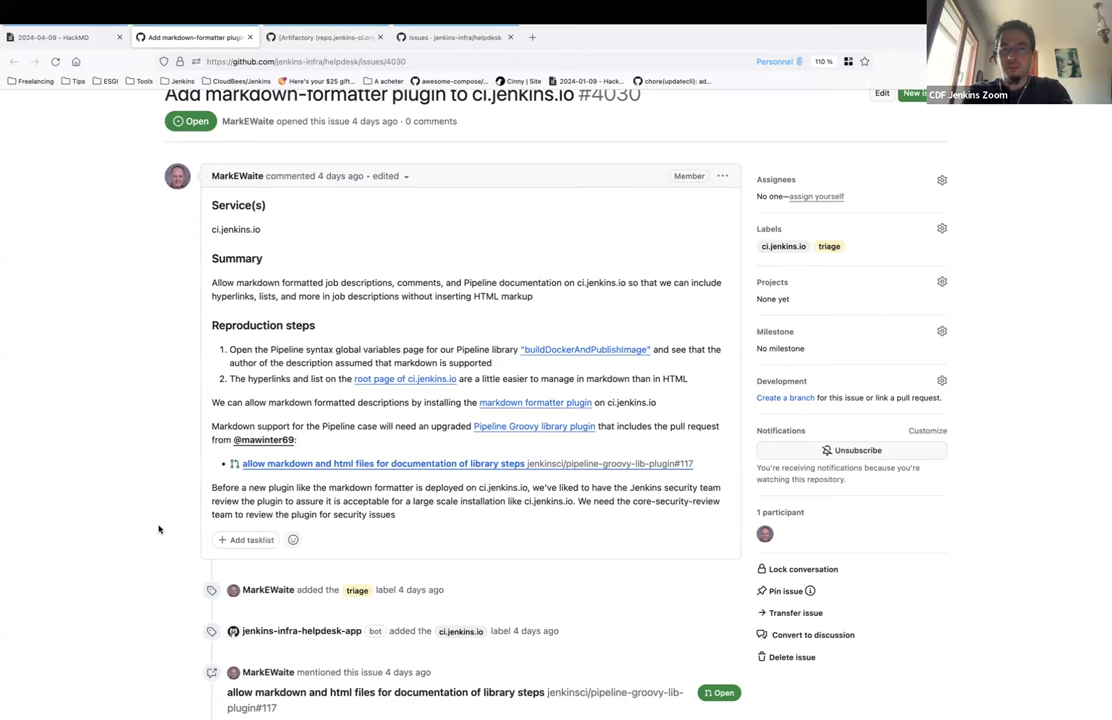 2024-04-09 - HackMD
Add markdown-formatter plugin
[Artifactory (repo.jenkins-ci.org
Issues · jenkins-infra/helpdesk
https://github.com/jenkins-infra/helpdesk/issues/4030
Personnel
110 %
Freelancing
Tips
ESGI
Tools
Jenkins
CloudBees/Jenkins
Here's your $25 gift...
A acheter
awesome-compose/...
Cinny | Site
2024-01-09 - Hack...
chore(updatecli): ad...
CDF Jenkins Zoom
Add markdown-formatter plugin to ci.jenkins.io #4030
Edit
Open
MarkEWaite opened this issue 4 days ago · 0 comments
MarkEWaite commented 4 days ago • edited
Member
Service(s)
ci.jenkins.io
Summary
Allow markdown formatted job descriptions, comments, and Pipeline documentation on ci.jenkins.io so that we can include
hyperlinks, lists, and more in job descriptions without inserting HTML markup
Reproduction steps
1. Open the Pipeline syntax global variables page for our Pipeline library "buildDockerAndPublishImage" and see that the
author of the description assumed that markdown is supported
2. The hyperlinks and list on the root page of ci.jenkins.io are a little easier to manage in markdown than in HTML
We can allow markdown formatted descriptions by installing the markdown formatter plugin on ci.jenkins.io
Markdown support for the Pipeline case will need an upgraded Pipeline Groovy library plugin that includes the pull request
from @mawinter69:
• allow markdown and html files for documentation of library steps jenkinsci/pipeline-groovy-lib-plugin#117
Before a new plugin like the markdown formatter is deployed on ci.jenkins.io, we've liked to have the Jenkins security team
review the plugin to assure it is acceptable for a large scale installation like ci.jenkins.io. We need the core-security-review
team to review the plugin for security issues
Add tasklist
MarkEWaite added the triage label 4 days ago
jenkins-infra-helpdesk-app bot added the ci.jenkins.io label 4 days ago
MarkEWaite mentioned this issue 4 days ago
allow markdown and html files for documentation of library steps jenkinsci/pipeline-groovy-lib-
plugin#117
Open
Assignees
No one—assign yourself
Labels
ci.jenkins.io triage
Projects
None yet
Milestone
No milestone
Development
Create a branch for this issue or link a pull request.
Notifications
Customize
Unsubscribe
You're receiving notifications because you're
watching this repository.
1 participant
Lock conversation
Pin issue
Transfer issue
Convert to discussion
Delete issue